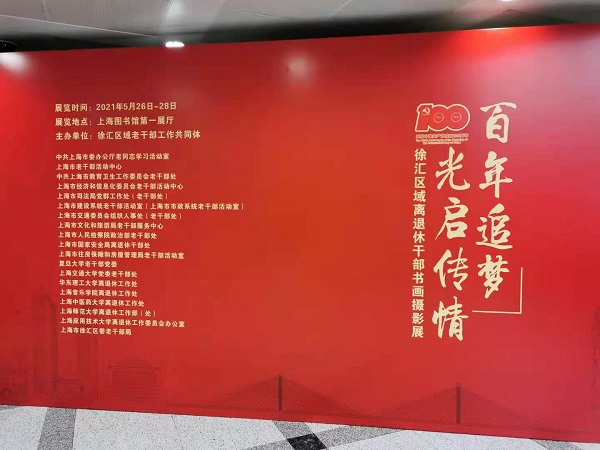 展览时间：2021年5月26日-28日
展览地点：上海图书馆第一展厅
主办单位：徐汇区域老干部工作共同体
中共上海市委办公厅老同志学习活动室
上海市老干部活动中心
中共上海市教育卫生工作委员会老干部处
上海市经济和信息化委员会老干部活动中心
上海市司法局党群工作处（老干部处）
上海市建设系统老干部活动室（上海市市政系统老干部活动室）
上海市交通委员会组织人事处（老干部处）
上海市文化和旅游局老干部服务中心
上海市人民检察院政治部老干部处
上海市国家安全局离退休干部处
上海市住房保障和房屋管理局老干部活动室
复旦大学老干部党委
上海交通大学党委老干部处
华东理工大学离退休工作处
上海音乐学院离退休工作处
上海中医药大学离退休工作处
上海师范大学离退休工作部（处）
上海应用技术大学离退休工作委员会办公室
上海市徐汇区委老干部局
100
百年追梦
光启传情
徐汇区域离退休干部书画摄影展